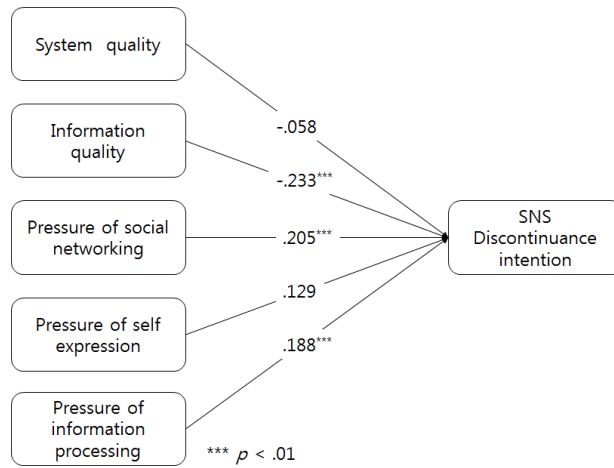 System quality
Information
quality
Pressure of social
networking
Pressure of self
expression
Pressure of
information
processing
-.058
-.233***
.205***
.129
.188***
SNS
Discontinuance
intention
*** p < .01